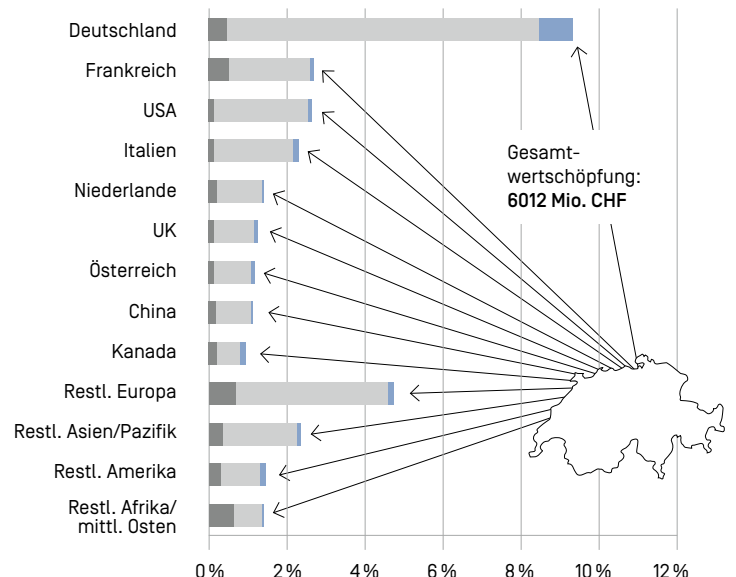 Deutschland
Frankreich
USA
Italien
Niederlande
UK
Österreich
China
Kanada
Restl. Europa
Restl. Asien/Pazifik
Restl. Amerika
Restl. Afrika/
mittl. Osten
Gesamt-
wertschöpfung:
6012 Mio. CHF
0 % 2 % 4 % 6 % 8 % 10 % 12 %